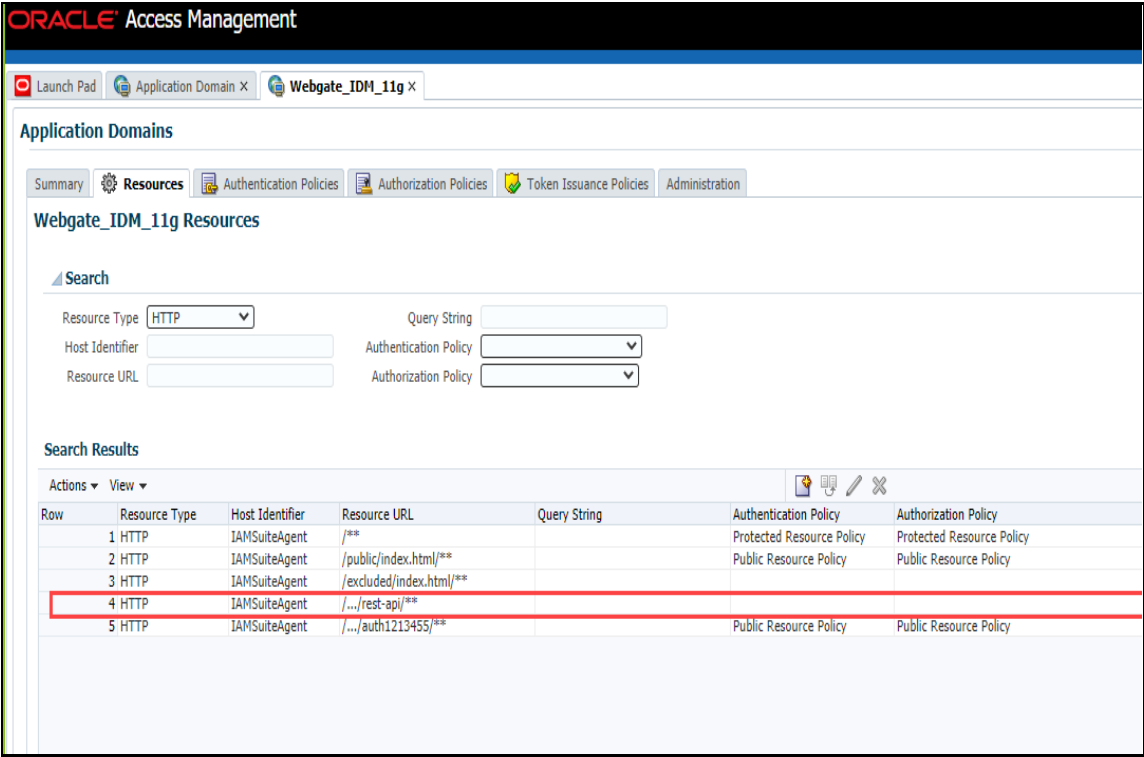 ORACLE' Access Management
Launch Pad Application Domain × Webgate_IDM_11g ×
Application Domains
Summary Resources Authentication Policies Authorization Policies Token Issuance Policies Administration
Webgate_IDM_11g Resources
Search
Resource Type HTTP Query String
Host Identifier Authentication Policy
Resource URL Authorization Policy
Search Results
Actions View
Row Resource Type Host Identifier Resource URL Query String Authentication Policy Authorization Policy
1 HTTP IAMSuiteAgent /** Protected Resource Policy Protected Resource Policy
2 HTTP IAMSuiteAgent /public/index.html/** Public Resource Policy Public Resource Policy
3 HTTP IAMSuiteAgent /excluded/index.html/**
4 HTTP IAMSuiteAgent /.../rest-api/**
5 HTTP IAMSuiteAgent /.../auth1213455/** Public Resource Policy Public Resource Policy